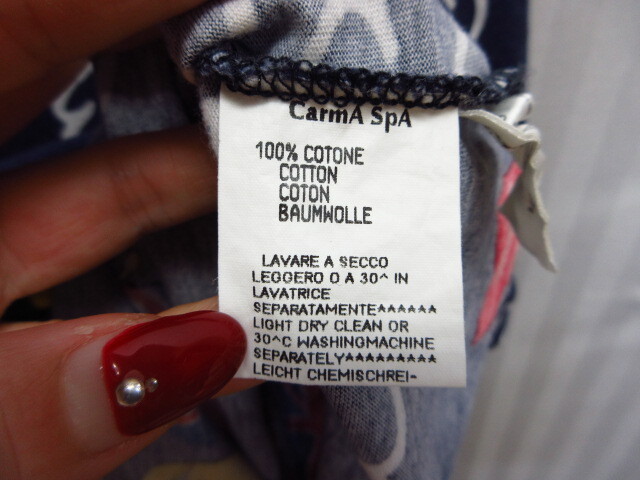 CarmA SpA
100% COTONE
COTTON
COTON
BAUMWOLLE
LAVARE A SECCO
LEGGERO O A 30^ IN
LAVATRICE
SEPARATAMENTE^^^^^^
LIGHT DRY CLEAN OR
30^C WASHINGMACHINE
SEPARATELY^^^^^^^^^
LEICHT CHEMISCHREI-